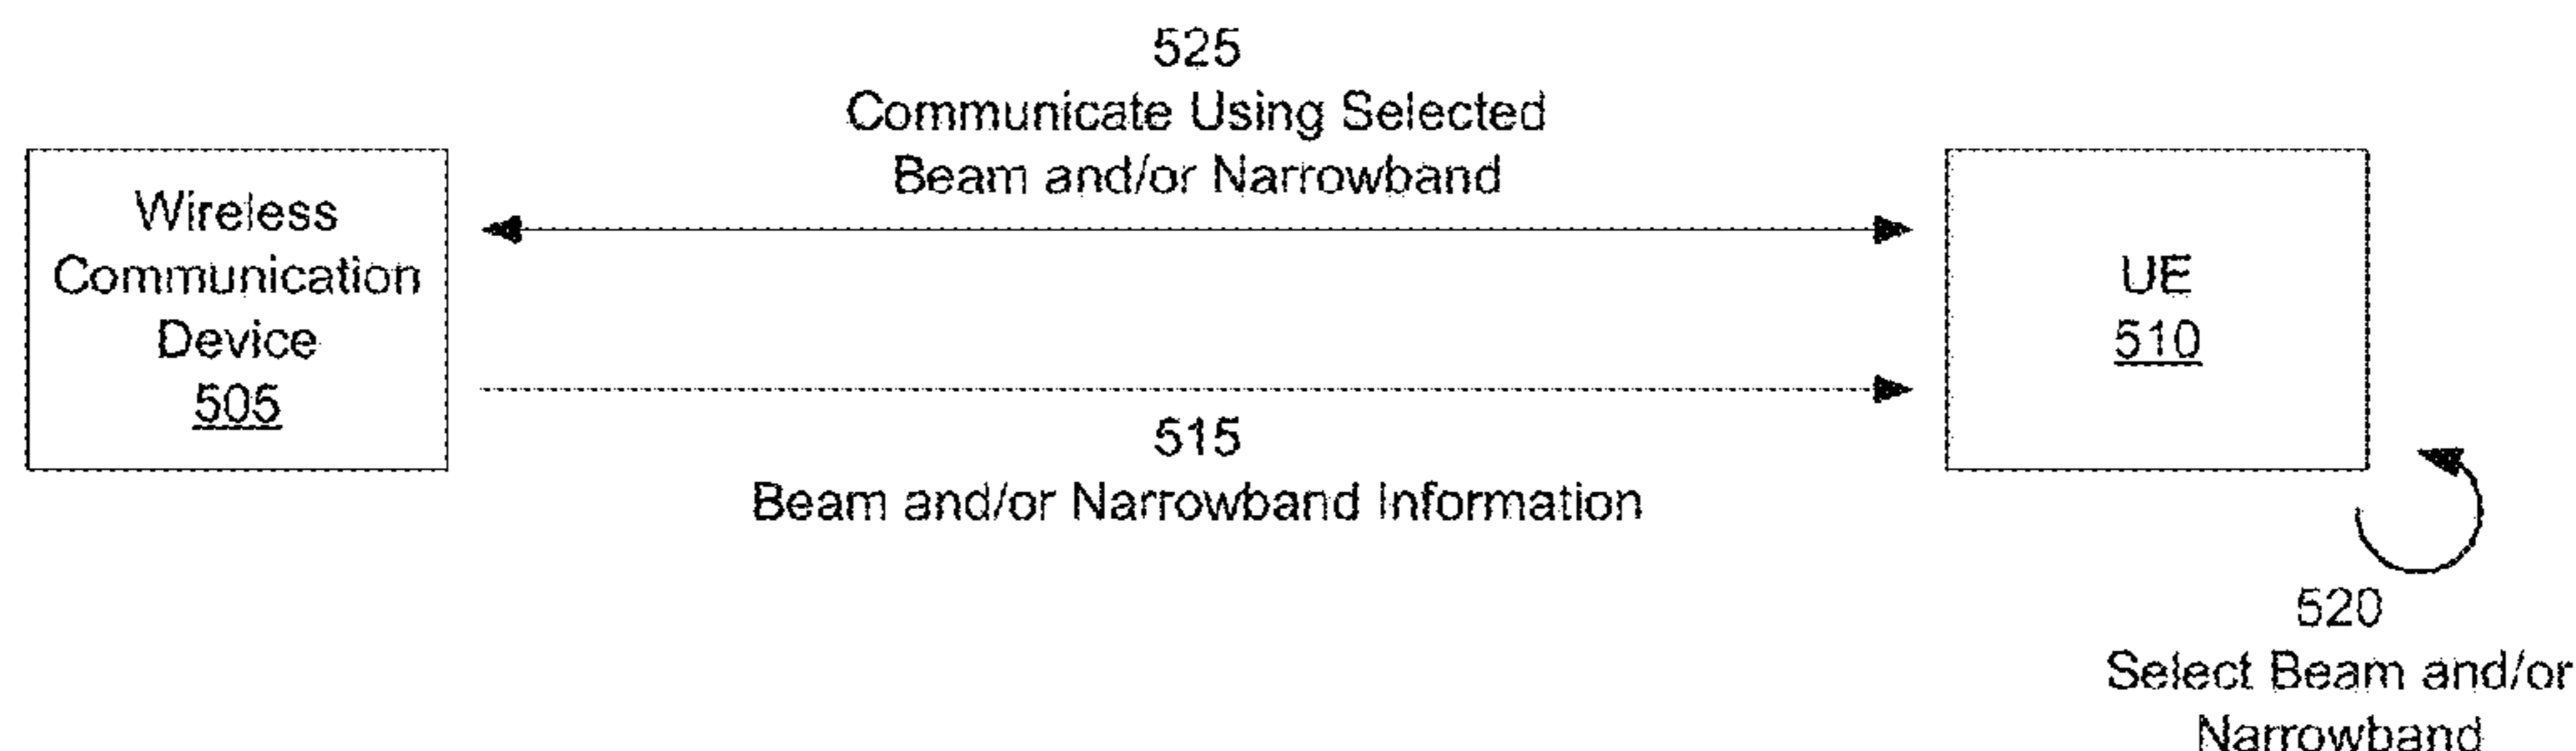 525
Communicate Using Selected
Beam and/or Narrowband
Wireless
Communication
Device
505
UE
510
515
Beam and/or Narrowband Information
520
Select Beam and/or
Narrowband